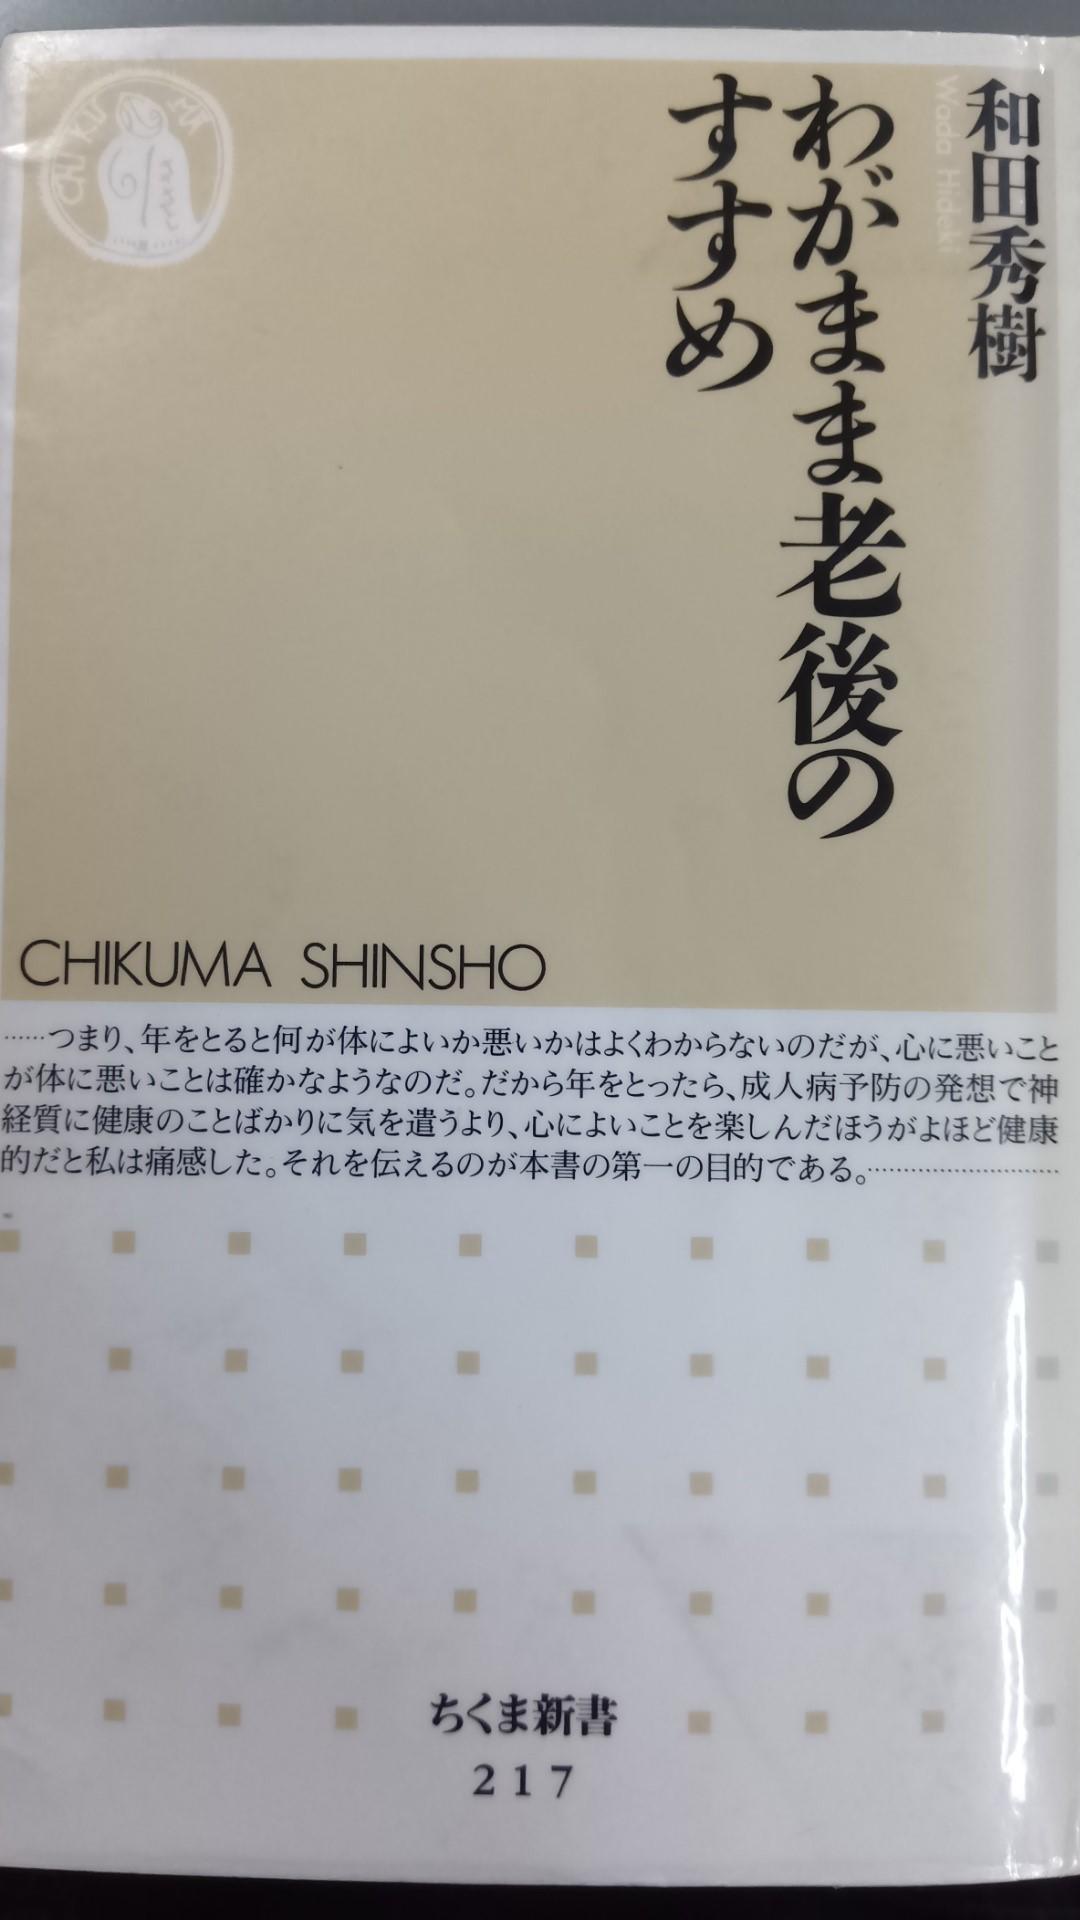 和田秀樹
Wada Hideki
わがまま老後の
すすめ
CHIKUMA
CHIKUMA SHINSHO
……つまり、年をとると何が体によいか悪いかはよくわからないのだが、心に悪いこと
が体に悪いことは確かなようなのだ。だから年をとったら、成人病予防の発想で神
経質に健康のことばかりに気を遣うより、心によいことを楽しんだほうがよほど健康
的だと私は痛感した。それを伝えるのが本書の第一の目的である。…………………………
ちくま新書
217